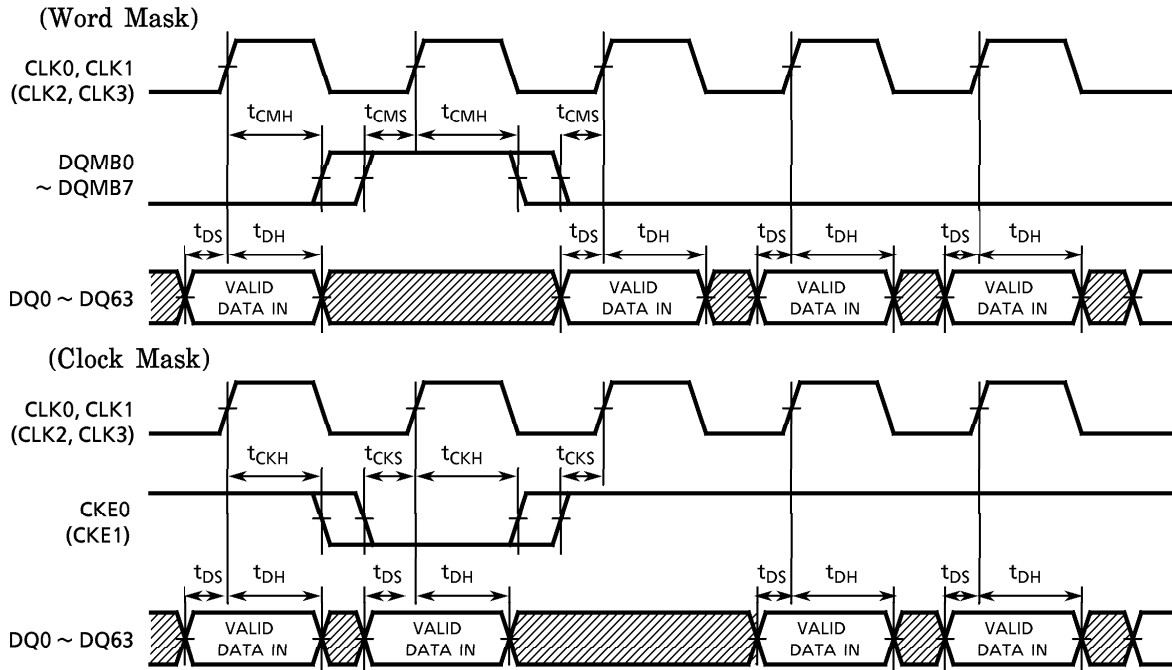 (Word Mask)
CLK0, CLK1
(CLK2, CLK3)
tCMH tCMS tCMH tCMS
DQMB0
~ DQMB7
tDS tDH tDS tDH tDS tDH tDS tDH
DQ0 ~ DQ63
VALID DATA IN
VALID DATA IN
VALID DATA IN
VALID DATA IN
(Clock Mask)
CLK0, CLK1
(CLK2, CLK3)
tCKH tCKS tCKH tCKS
CKE0
(CKE1)
tDS tDH tDS tDH tDS tDH tDS tDH
DQ0 ~ DQ63
VALID DATA IN
VALID DATA IN
VALID DATA IN
VALID DATA IN